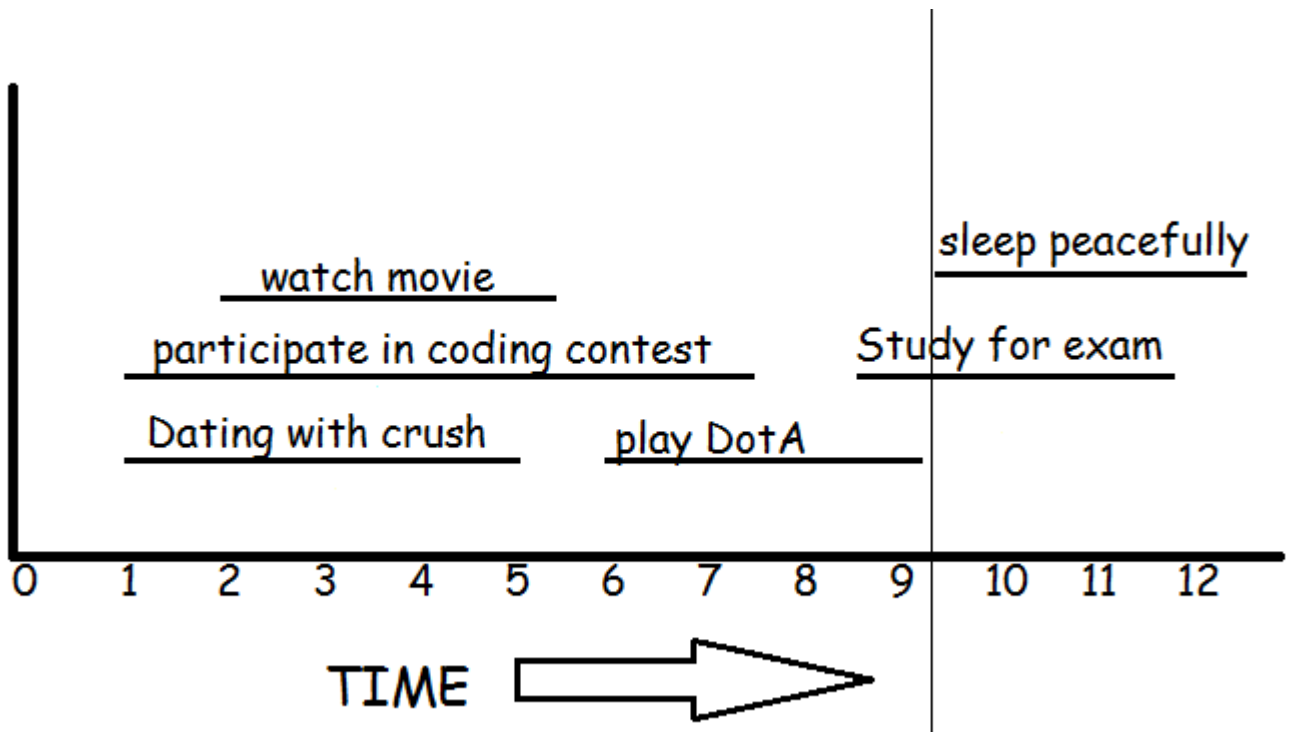 sleep peacefully
watch movie
participate in coding contest
Study for exam
Dating with crush
play DotA
0 1 2 3 4 5 6 7 8 9 10 11 12
TIME